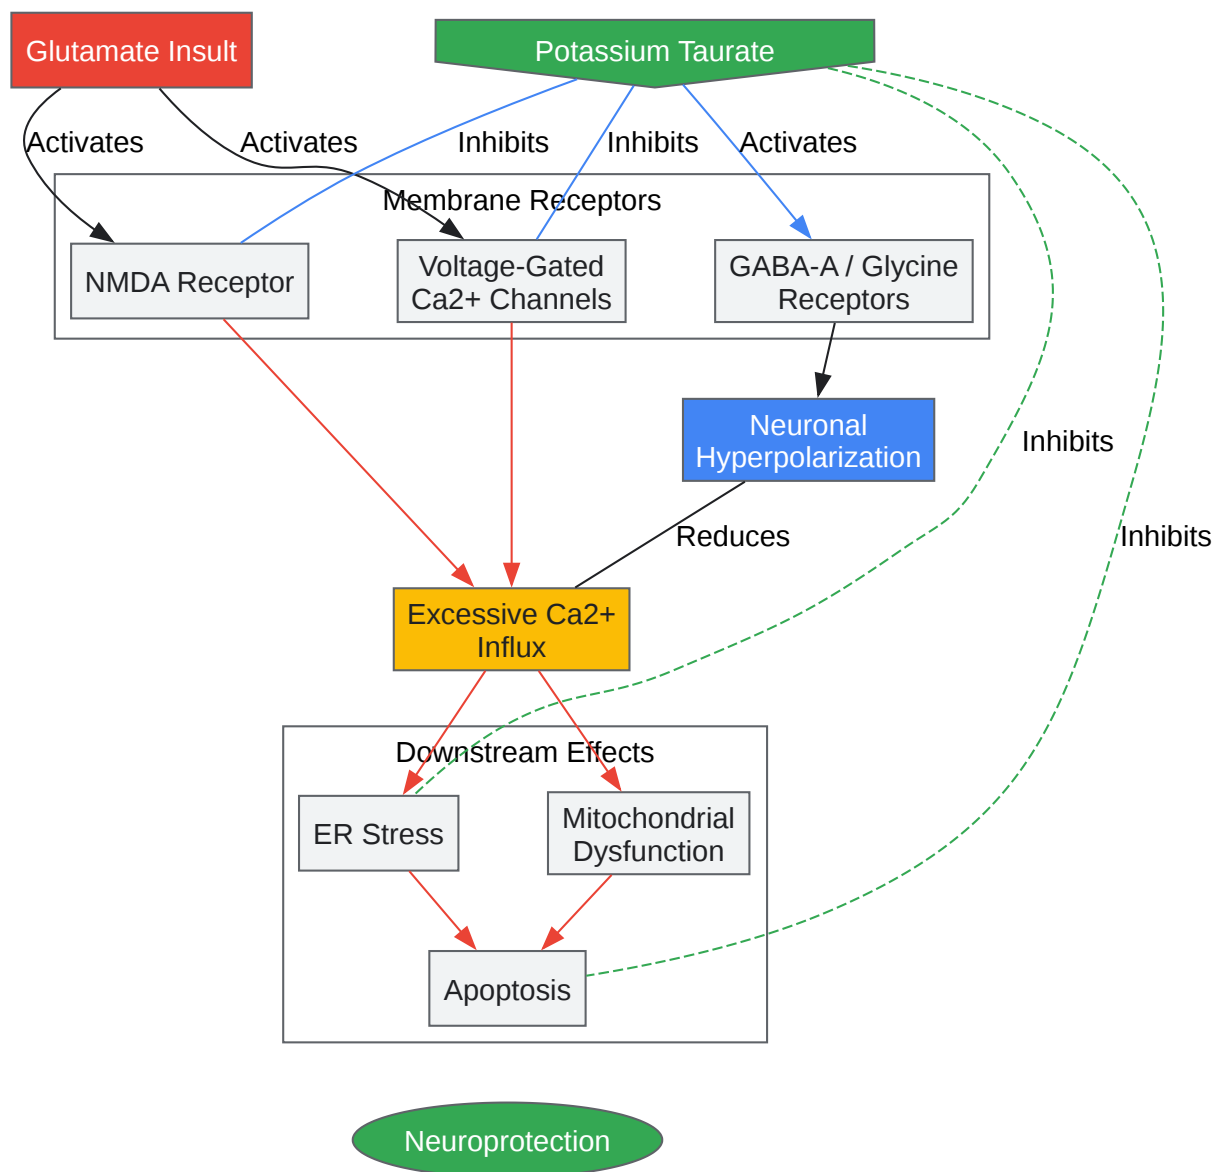 Glutamate Insult
Potassium Taurate
Activates
Activates
Inhibits
Inhibits
Activates
Membrane Receptors
NMDA Receptor
Voltage-Gated
Ca2+ Channels
GABA-A / Glycine
Receptors
Neuronal
Hyperpolarization
Inhibits
Reduces
Inhibits
Excessive Ca2+
Influx
Downstream Effects
ER Stress
Mitochondrial
Dysfunction
Apoptosis
Neuroprotection